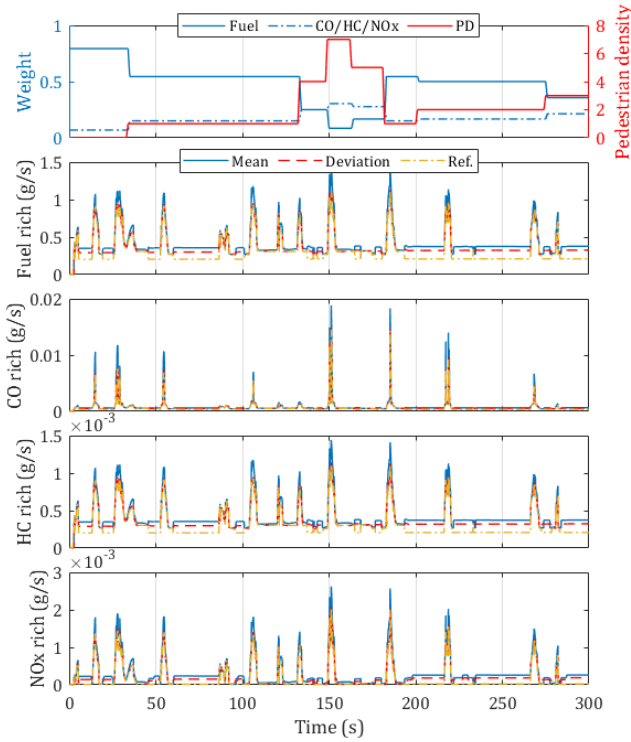 Fuel CO/HC/NOx PD
1 8
6
0.5 4
2
0 0
Weight
Pedestrian density
Mean Deviation Ref.
1.5
1
0.5
0
Fuel rich (g/s)
0.02
0.01
0
CO rich (g/s)
×10⁻³
1.5
1
0.5
0
HC rich (g/s)
×10⁻³
3
2
1
0
NOx rich (g/s)
0 50 100 150 200 250 300
Time (s)